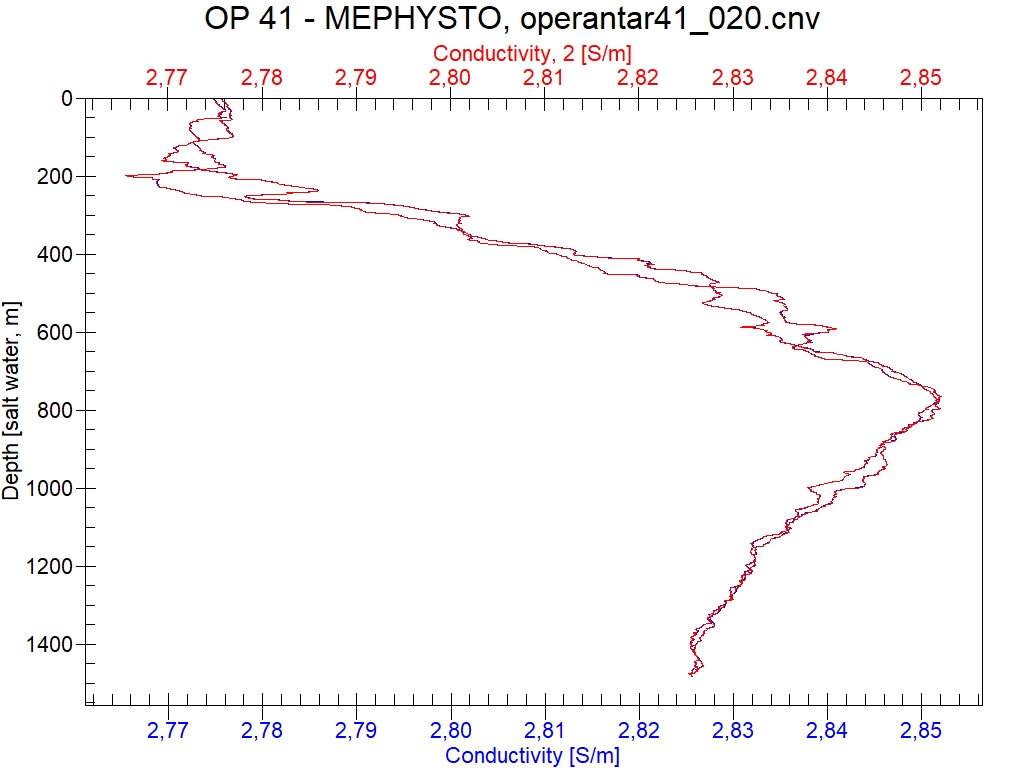 OP 41 - MEPHYSTO, operantar41_020.cnv
Conductivity, 2 [S/m]
2,77 2,78 2,79 2,80 2,81 2,82 2,83 2,84 2,85
0
200
400
600
800
1000
1200
1400
Depth [salt water, m]
2,77 2,78 2,79 2,80 2,81 2,82 2,83 2,84 2,85
Conductivity [S/m]